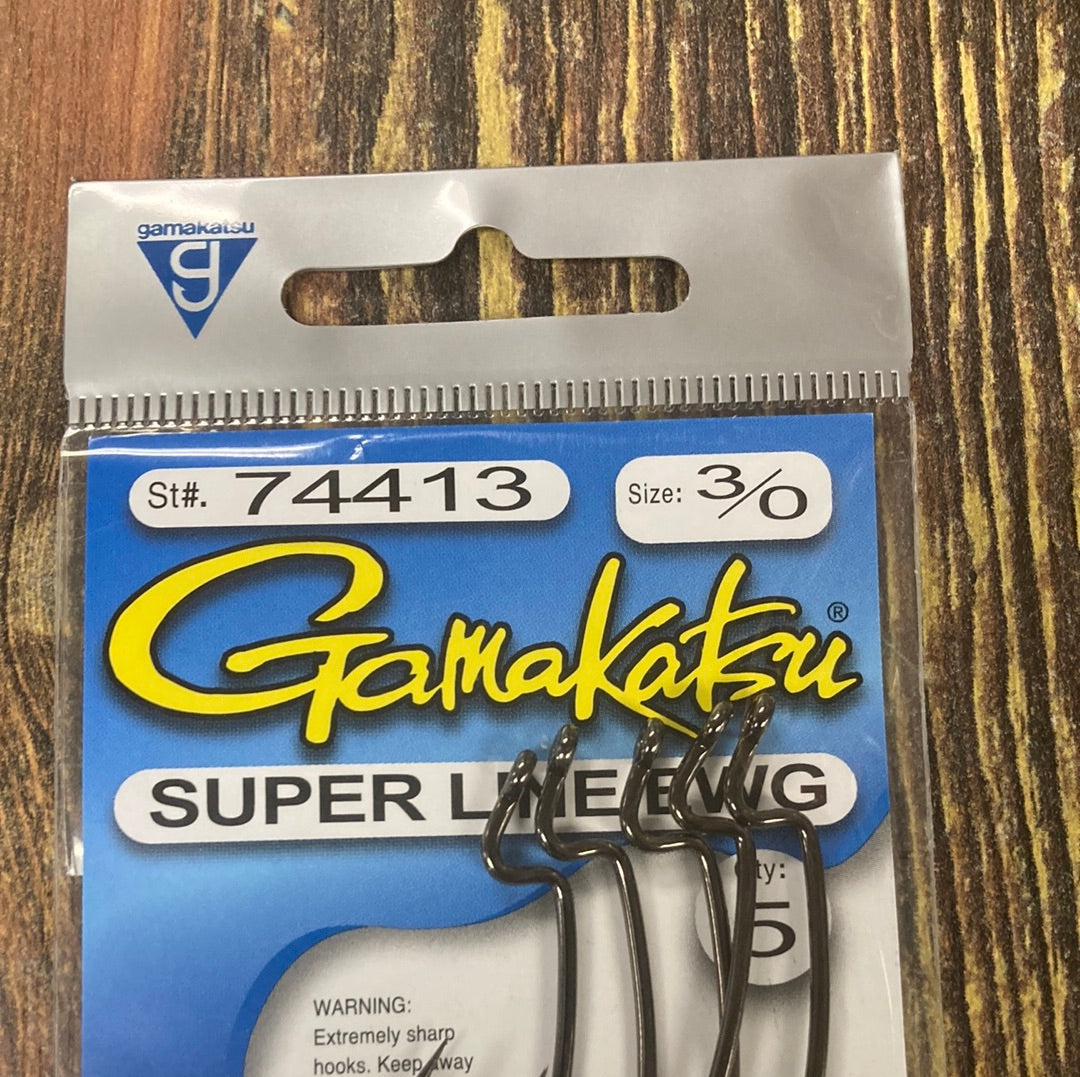 gamakatsu
St#. 74413
Size: 3/0
Gamakatsu®
SUPER LINE EWG
Qty:
5
WARNING:
Extremely sharp
hooks. Keep away